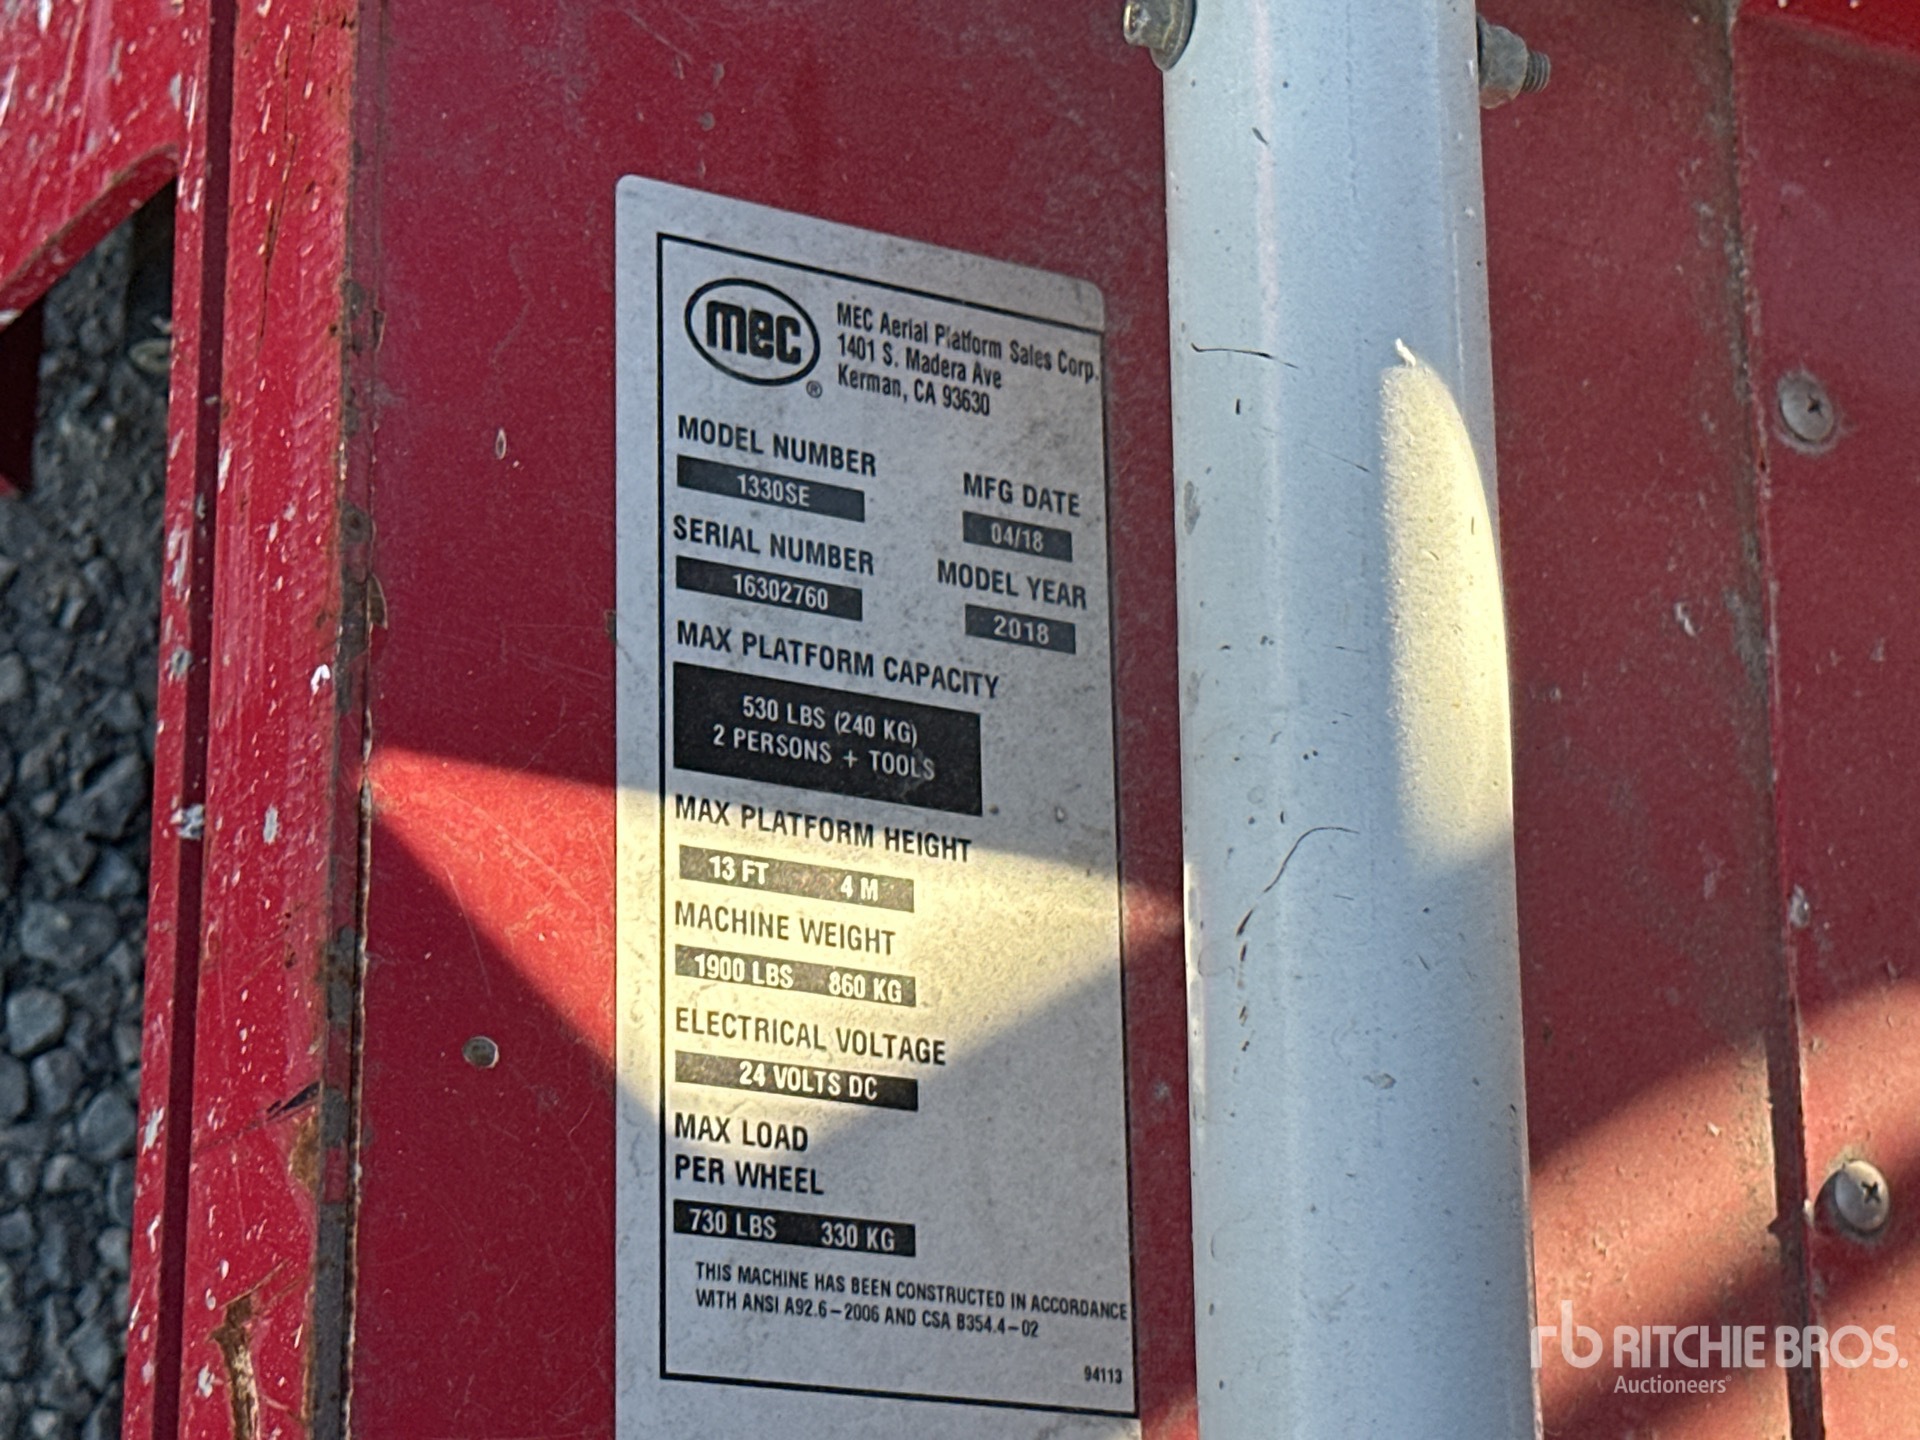 mec
®
MEC Aerial Platform Sales Corp.
1401 S. Madera Ave
Kerman, CA 93630
MODEL NUMBER
1330SE
MFG DATE
04/18
SERIAL NUMBER
16302760
MODEL YEAR
2018
MAX PLATFORM CAPACITY
530 LBS (240 KG)
2 PERSONS + TOOLS
MAX PLATFORM HEIGHT
13 FT 4 M
MACHINE WEIGHT
1900 LBS 860 KG
ELECTRICAL VOLTAGE
24 VOLTS DC
MAX LOAD
PER WHEEL
730 LBS 330 KG
THIS MACHINE HAS BEEN CONSTRUCTED IN ACCORDANCE
WITH ANSI A92.6-2006 AND CSA B354.4-02
94113
rb RITCHIE BROS.
Auctioneers